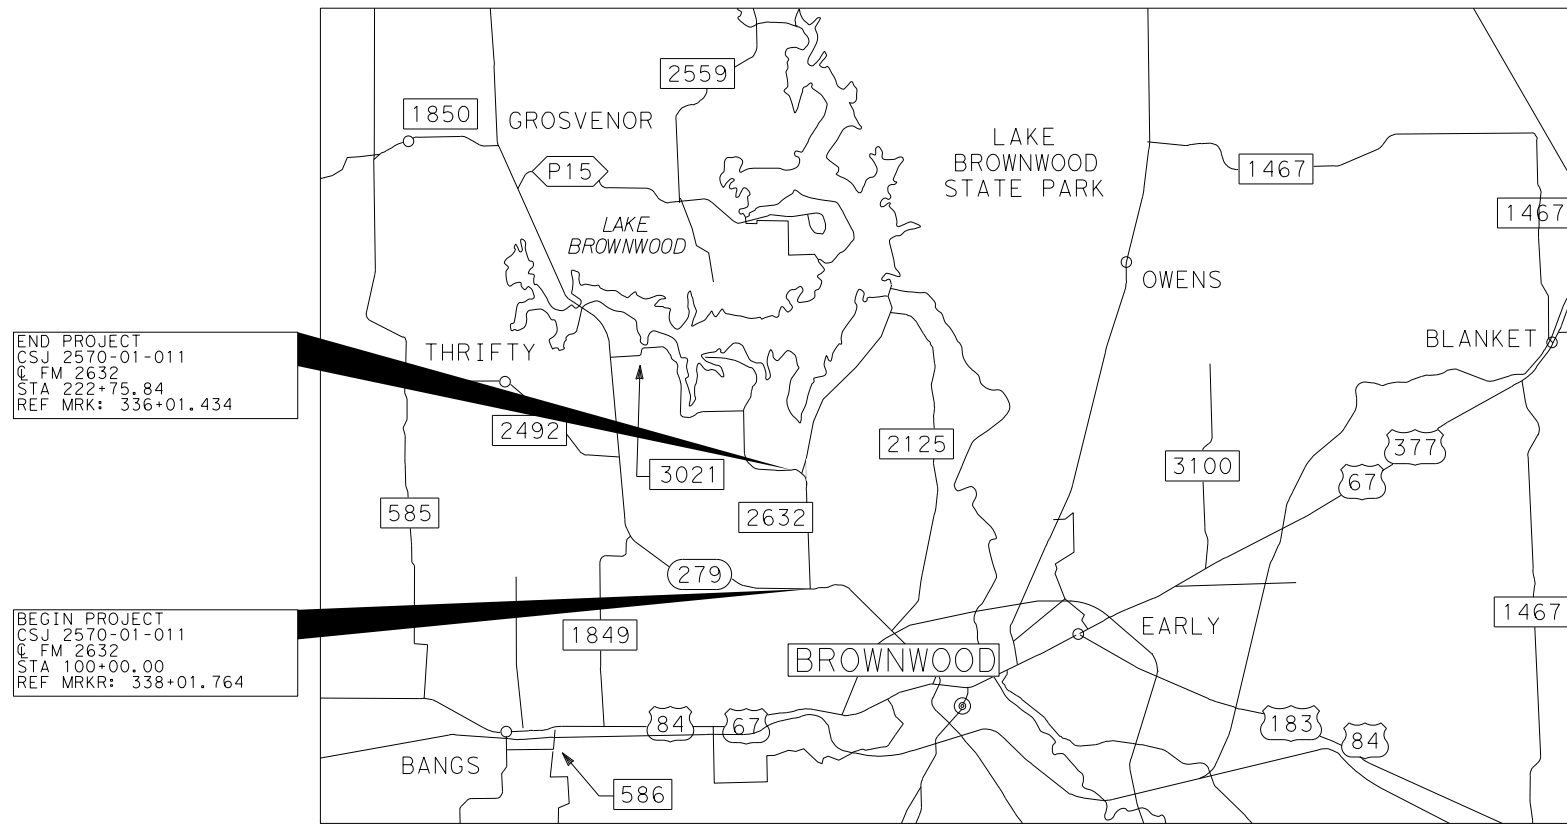 2559
1850
GROSVENOR
LAKE
BROWNWOOD
STATE PARK
P15
1467
1467
LAKE
BROWNWOOD
OWENS
END PROJECT
CSJ 2570-01-011
℄ FM 2632
STA 222+75.84
REF MRK: 336+01.434
THRIFTY
BLANKET
2492
2125
377
3021
3100
67
585
2632
279
BEGIN PROJECT
CSJ 2570-01-011
℄ FM 2632
STA 100+00.00
REF MRKR: 338+01.764
1849
EARLY
1467
BROWNWOOD
84
67
183
84
BANGS
586